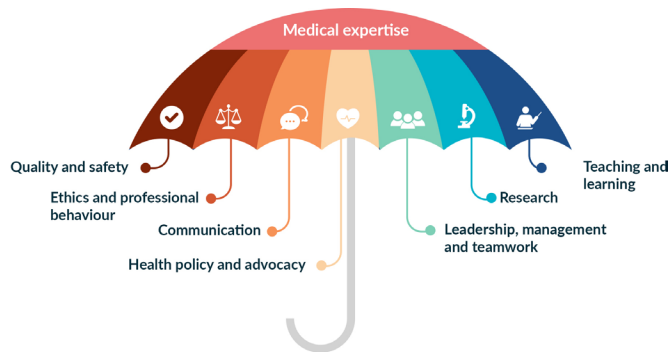 Medical expertise
Quality and safety
Ethics and professional
behaviour
Communication
Health policy and advocacy
Teaching and
learning
Research
Leadership, management
and teamwork